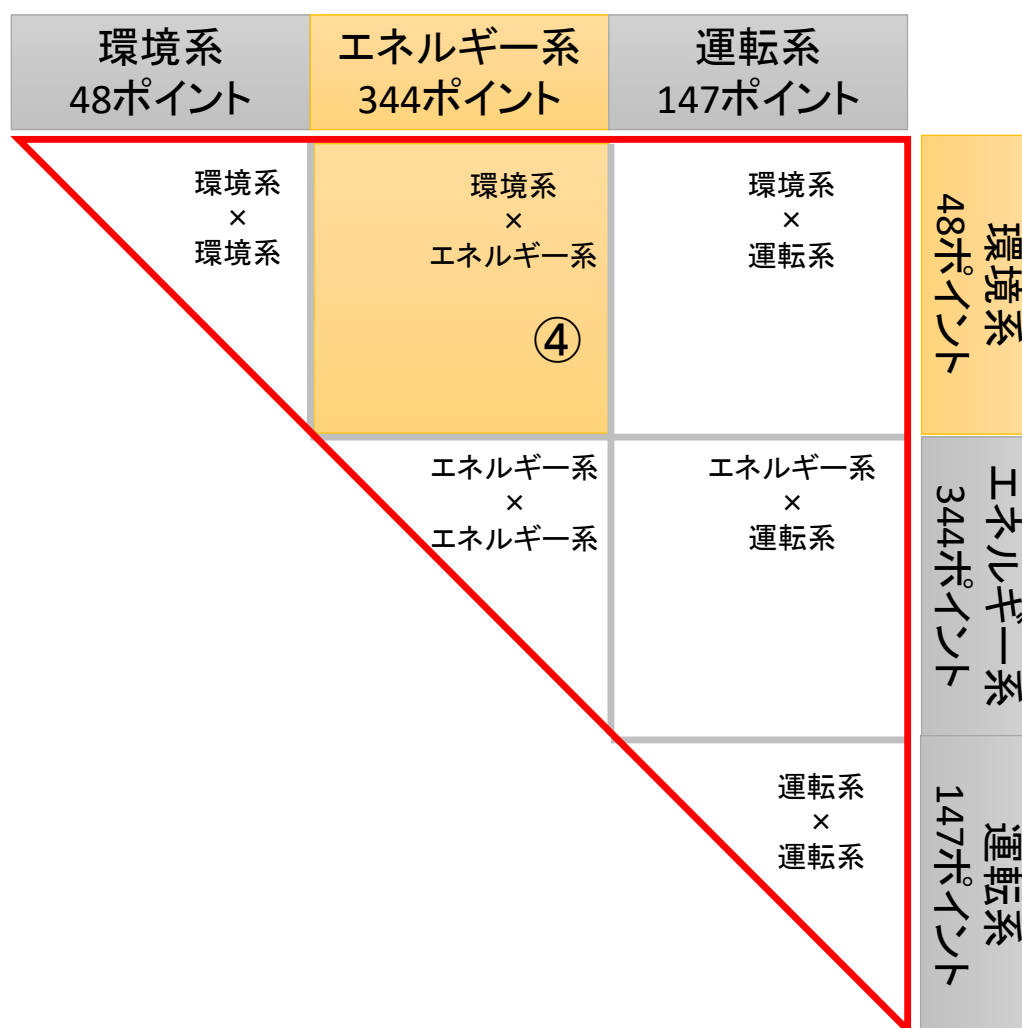 環境系
48ポイント
エネルギー系
344ポイント
運転系
147ポイント
環境系
×
環境系
環境系
×
エネルギー系
④
環境系
×
運転系
環境系
48ポイント
エネルギー系
×
エネルギー系
エネルギー系
×
運転系
エネルギー系
344ポイント
運転系
×
運転系
運転系
147ポイント